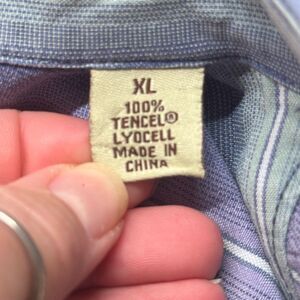 XL
100%
TENCEL®
LYOCELL
MADE IN
CHINA